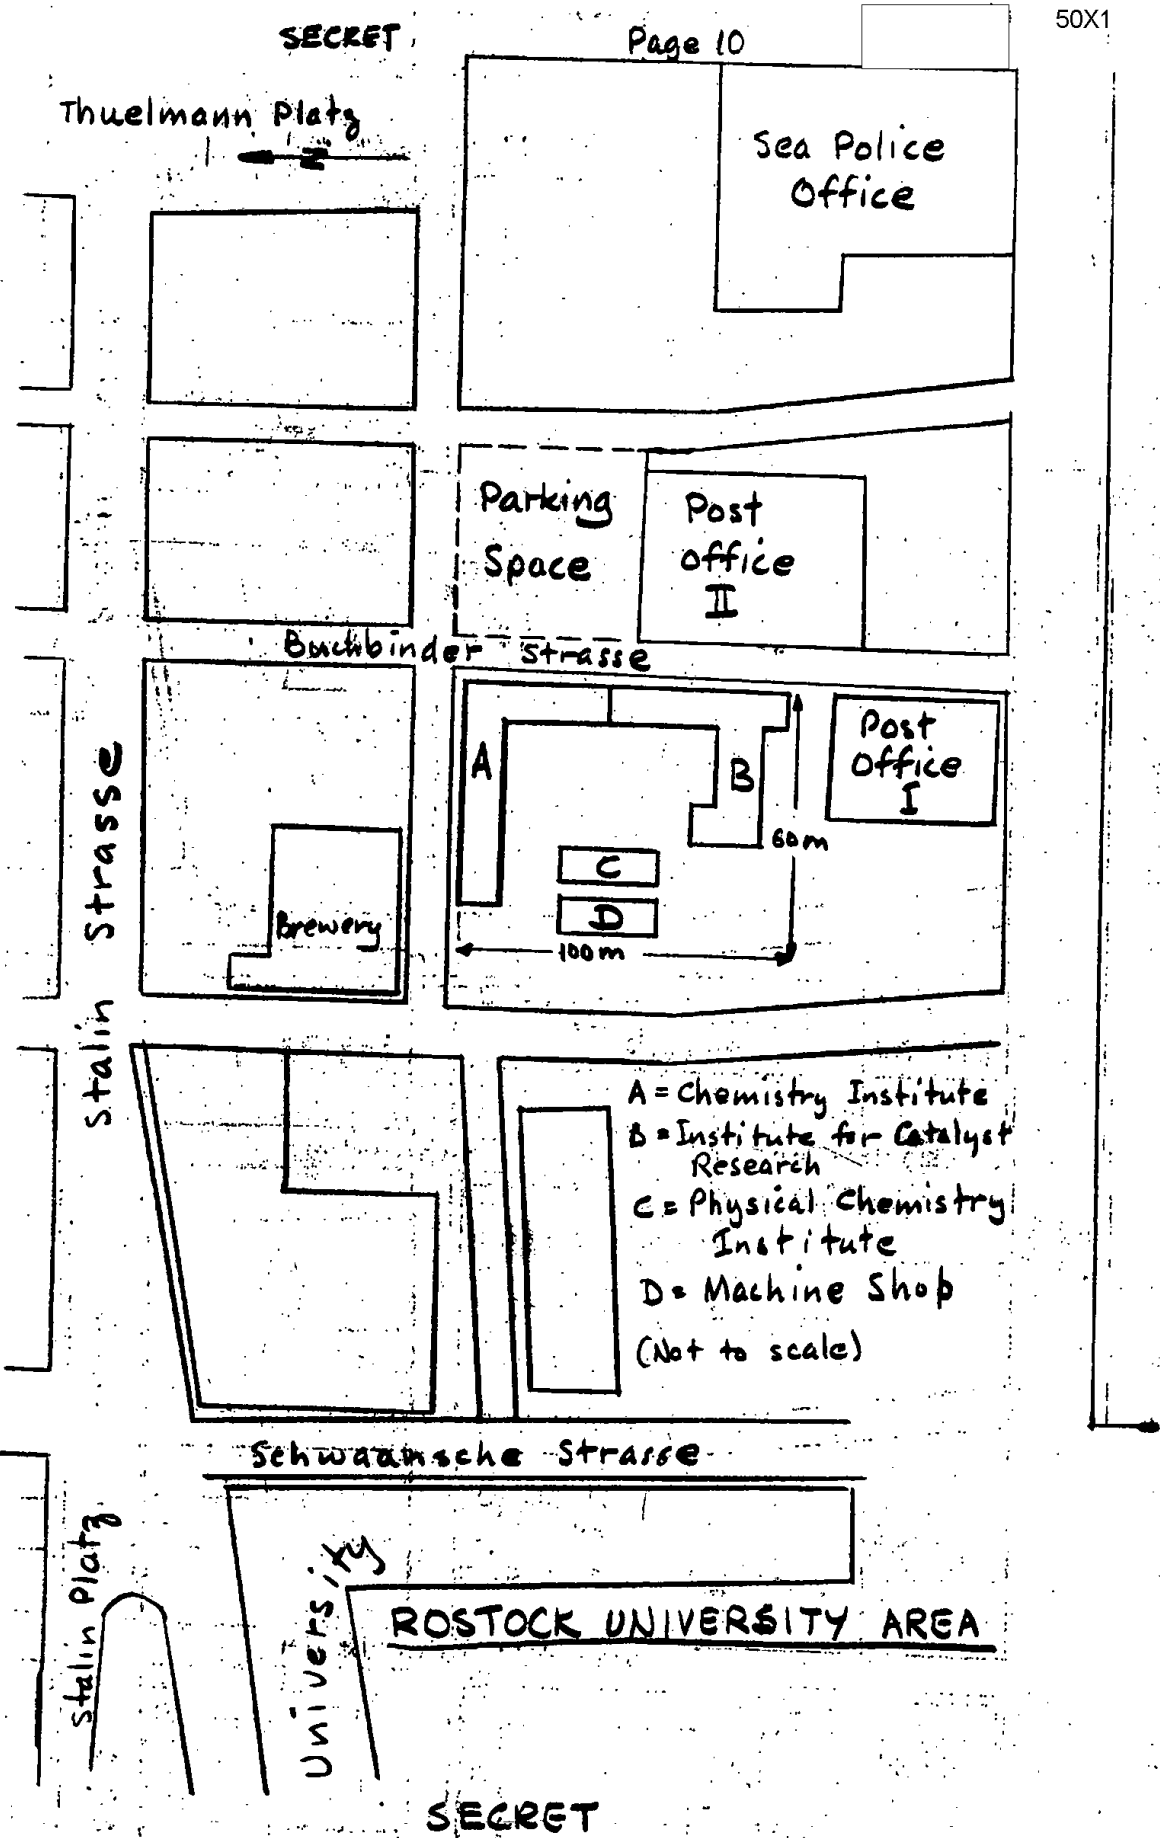 50X1
SECRET
Page 10
Thuelmann Platz
N
Sea Police
Office
Parking
Space
Post
Office
II
Buchbinder Strasse
A
B
Post
Office
I
60m
C
D
100m
Brewery
Stalin Strasse
A = Chemistry Institute
B = Institute for Catalyst
Research
C = Physical Chemistry
Institute
D = Machine Shop
(Not to scale)
Schwaansche Strasse
Stalin Platz
University
ROSTOCK UNIVERSITY AREA
SECRET